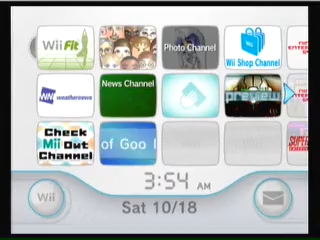 Wii Fit
Photo Channel
Wii Shop Channel
weathernews
News Channel
preview
Check
Mii Out
Channel
of Goo
3:54 AM
Wii
Sat 10/18